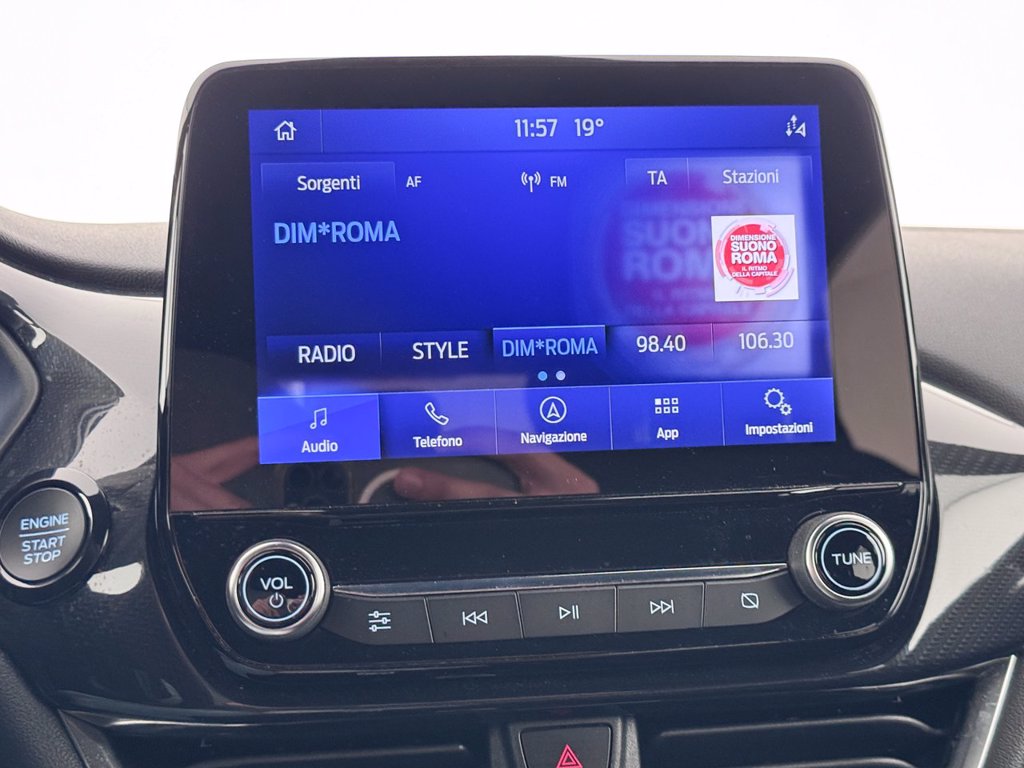 11:57 19°
Sorgenti AF FM TA Stazioni
DIM*ROMA
DIMENSIONE
SUONO
ROMA
IL RITMO
DELLA CAPITALE
RADIO STYLE DIM*ROMA 98.40 106.30
Audio Telefono Navigazione App Impostazioni
ENGINE
START
STOP
VOL
TUNE